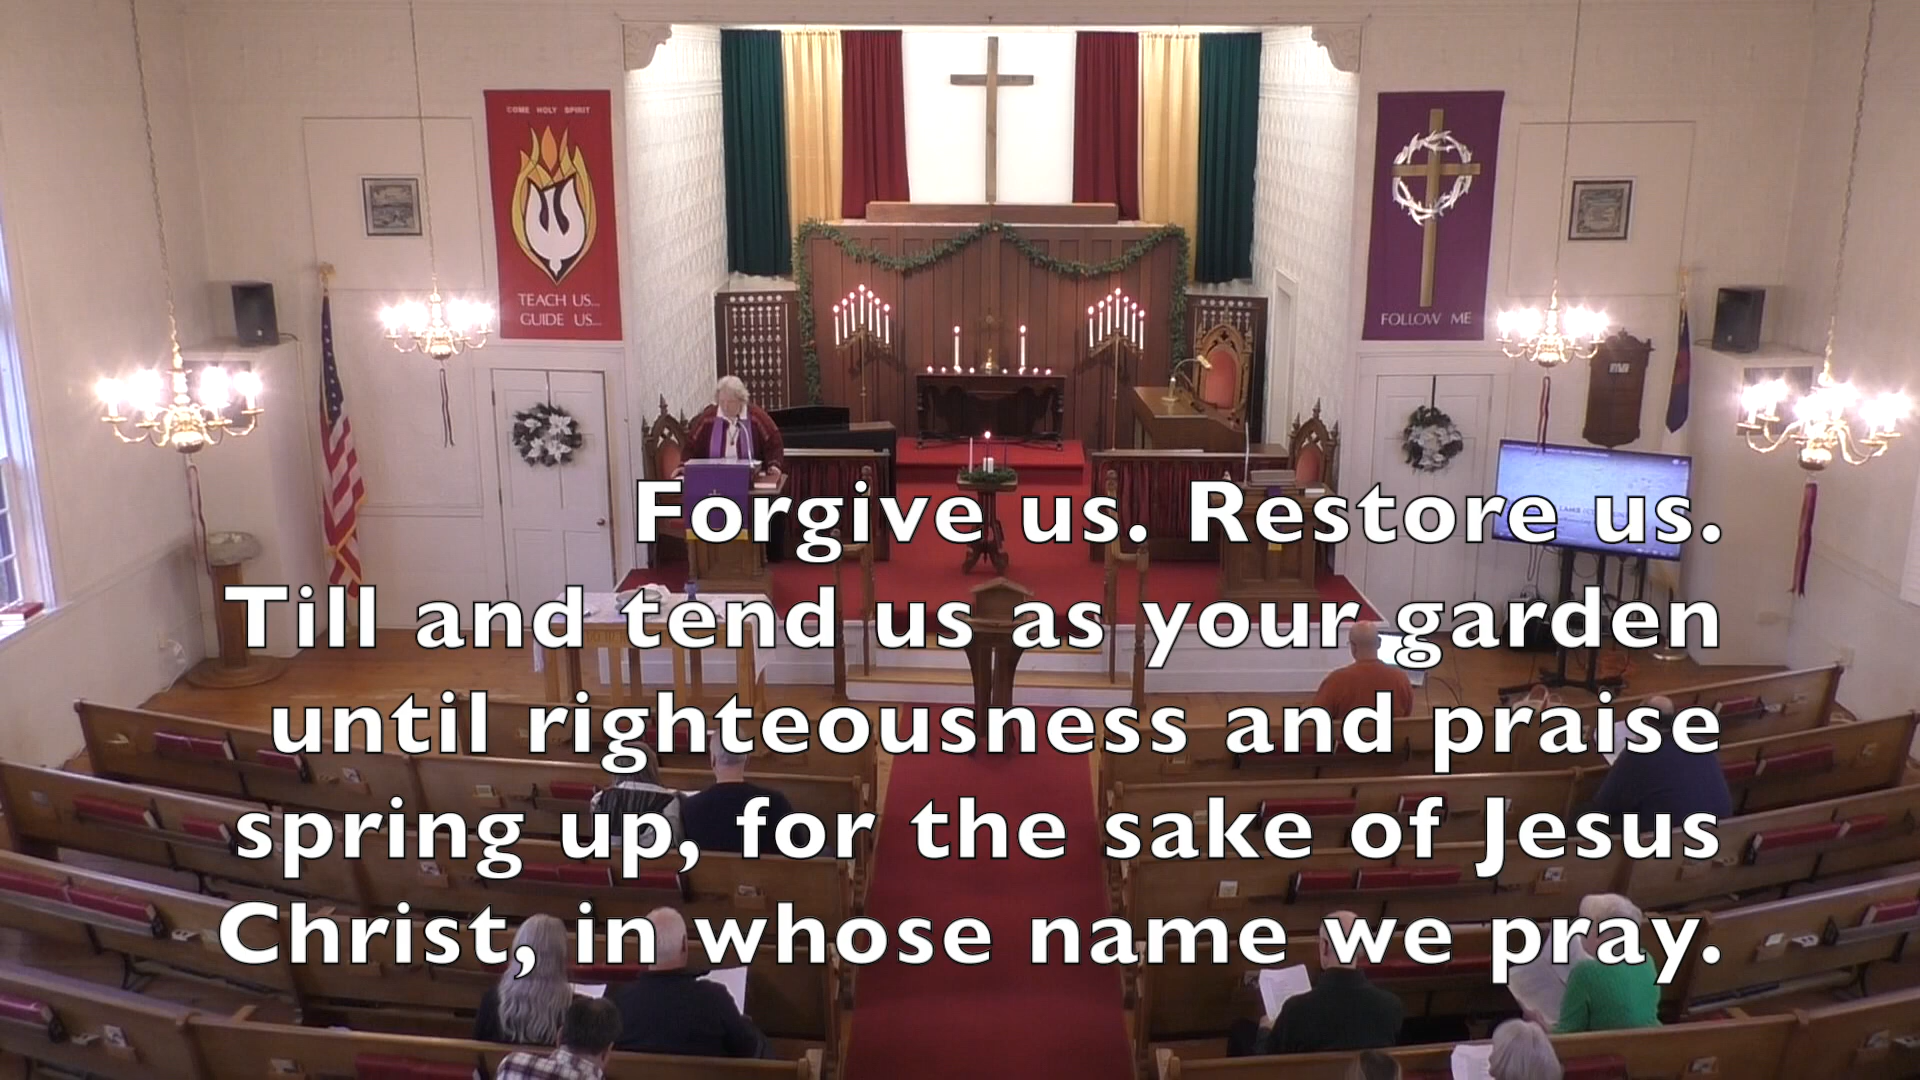 COME HOLY SPIRIT
TEACH US...
GUIDE US...
FOLLOW ME
Forgive us. Restore us.
Till and tend us as your garden
until righteousness and praise
spring up, for the sake of Jesus
Christ, in whose name we pray.